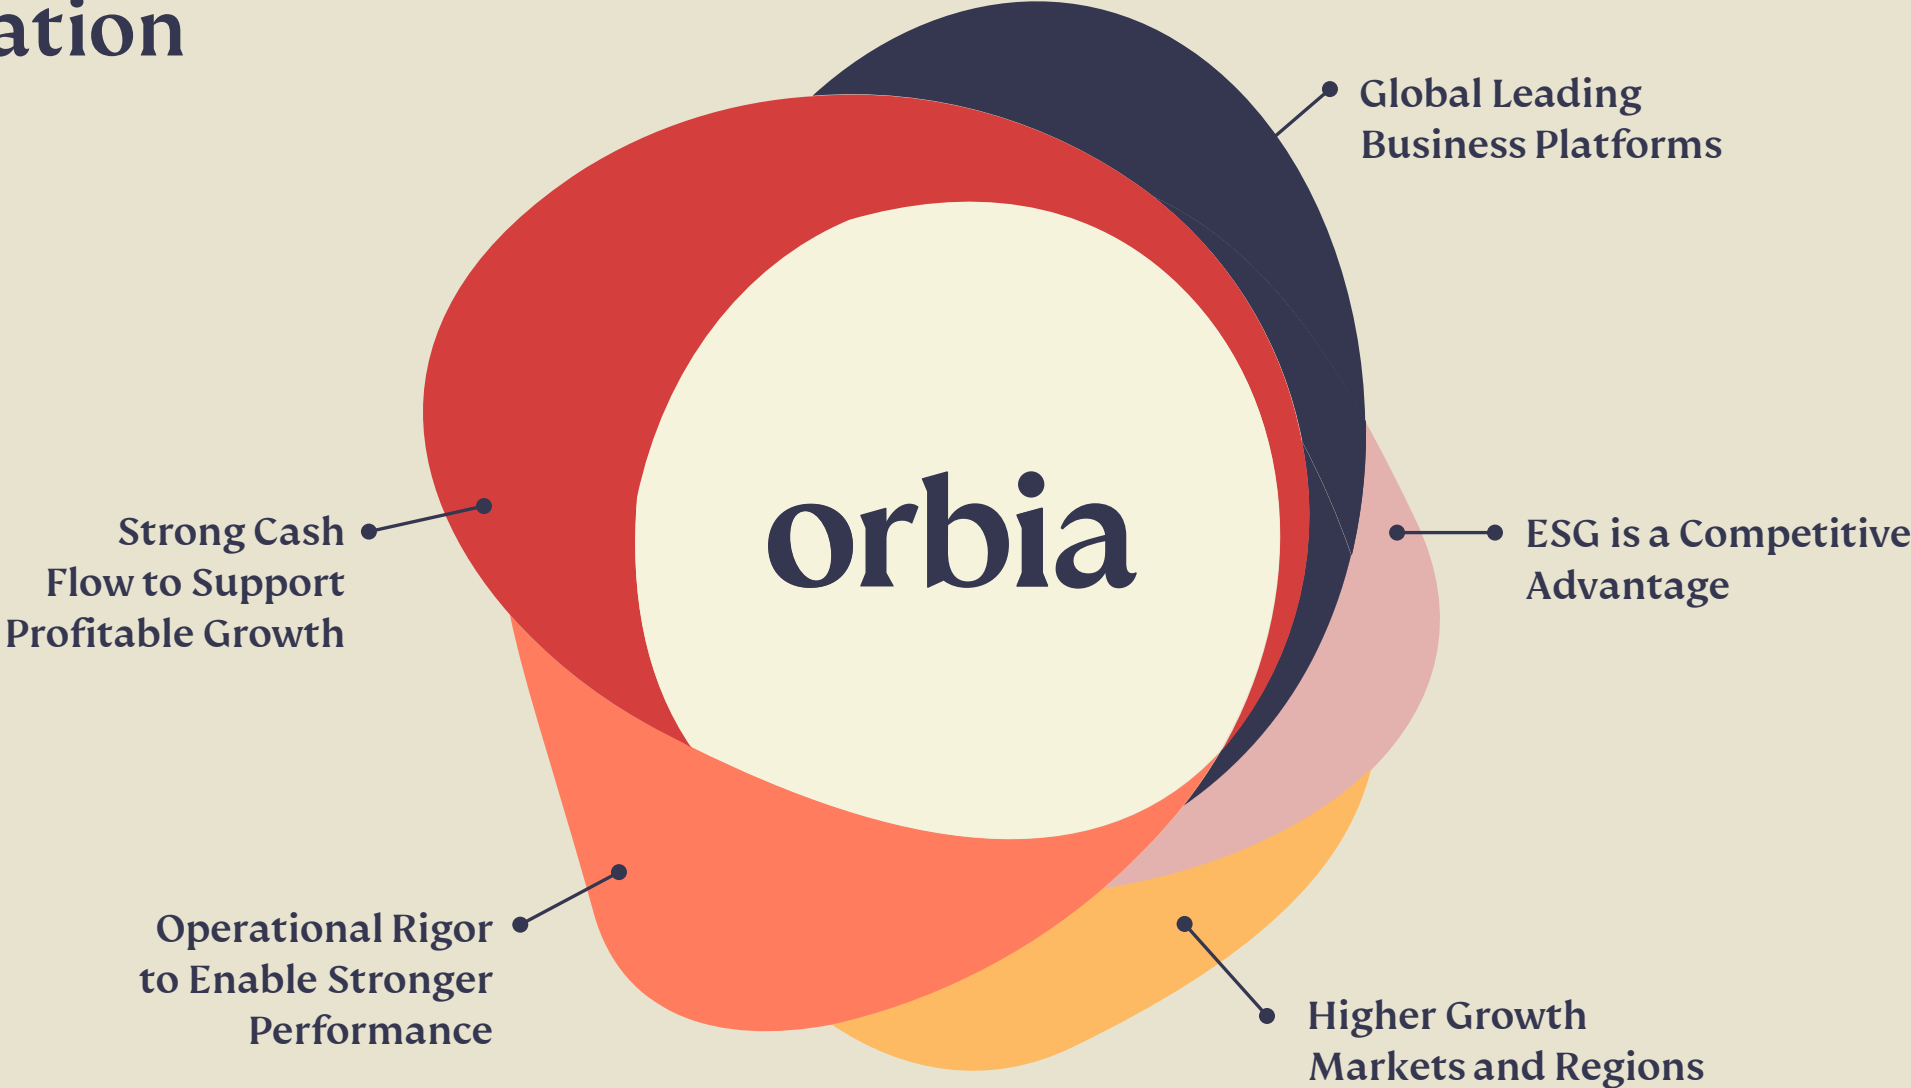 ation
Global Leading
Business Platforms
orbia
Strong Cash
Flow to Support
Profitable Growth
ESG is a Competitive
Advantage
Operational Rigor
to Enable Stronger
Performance
Higher Growth
Markets and Regions